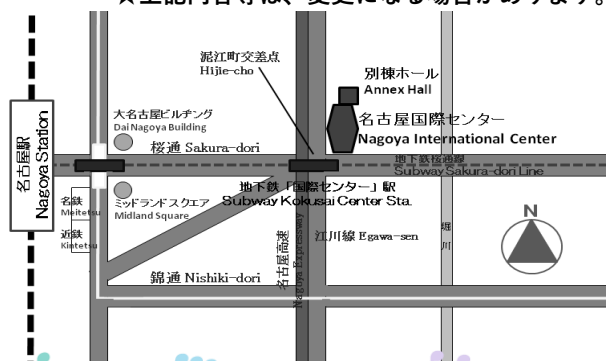 ★上記内容等は、変更になる場合があります。
泥江町交差点
Hijie-cho
別棟ホール
Annex Hall
大名古屋ビルヂング
Dai Nagoya Building
名古屋国際センター
Nagoya International Center
桜通 Sakura-dori
地下鉄桜通線
Subway Sakura-dori Line
名古屋駅
Nagoya Station
地下鉄「国際センター」駅
Subway Kokusai Center Sta.
名鉄
Meitetsu
ミッドランドスクエア
Midland Square
近鉄
Kintetsu
名古屋高速
Nagoya Expressway
江川線 Egawa-sen
堀川
N
錦通 Nishiki-dori